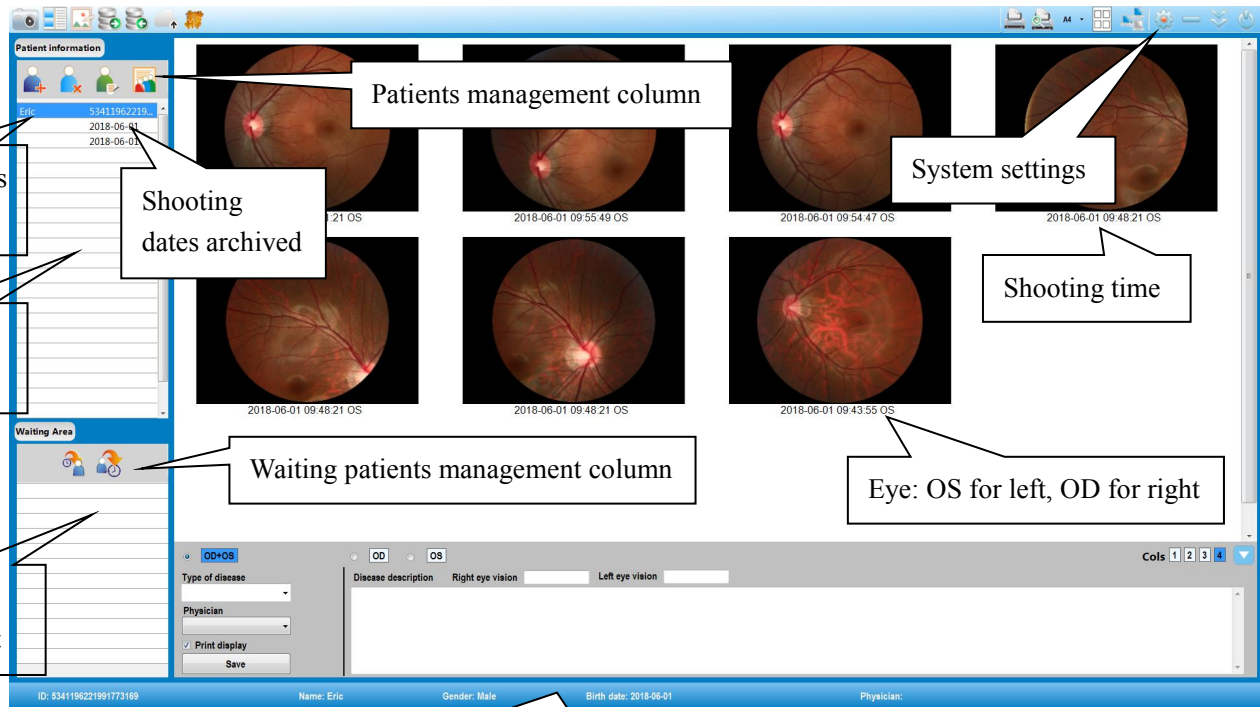 A4
Patient information
Patients management column
System settings
Eric 53411962219...
2018-06-01
2018-06-01
s
Shooting
dates archived
:21 OS
2018-06-01 09:55:49 OS
2018-06-01 09:54:47 OS
2018-06-01 09:48:21 OS
Shooting time
2018-06-01 09:48:21 OS
2018-06-01 09:48:21 OS
2018-06-01 09:43:55 OS
Waiting Area
Waiting patients management column
Eye: OS for left, OD for right
OD+OS
OD
OS
Cols 1 2 3 4
Type of disease
Disease description Right eye vision Left eye vision
Physician
Print display
Save
ID: 5341196221991773169 Name: Eric Gender: Male Birth date: 2018-06-01 Physician: